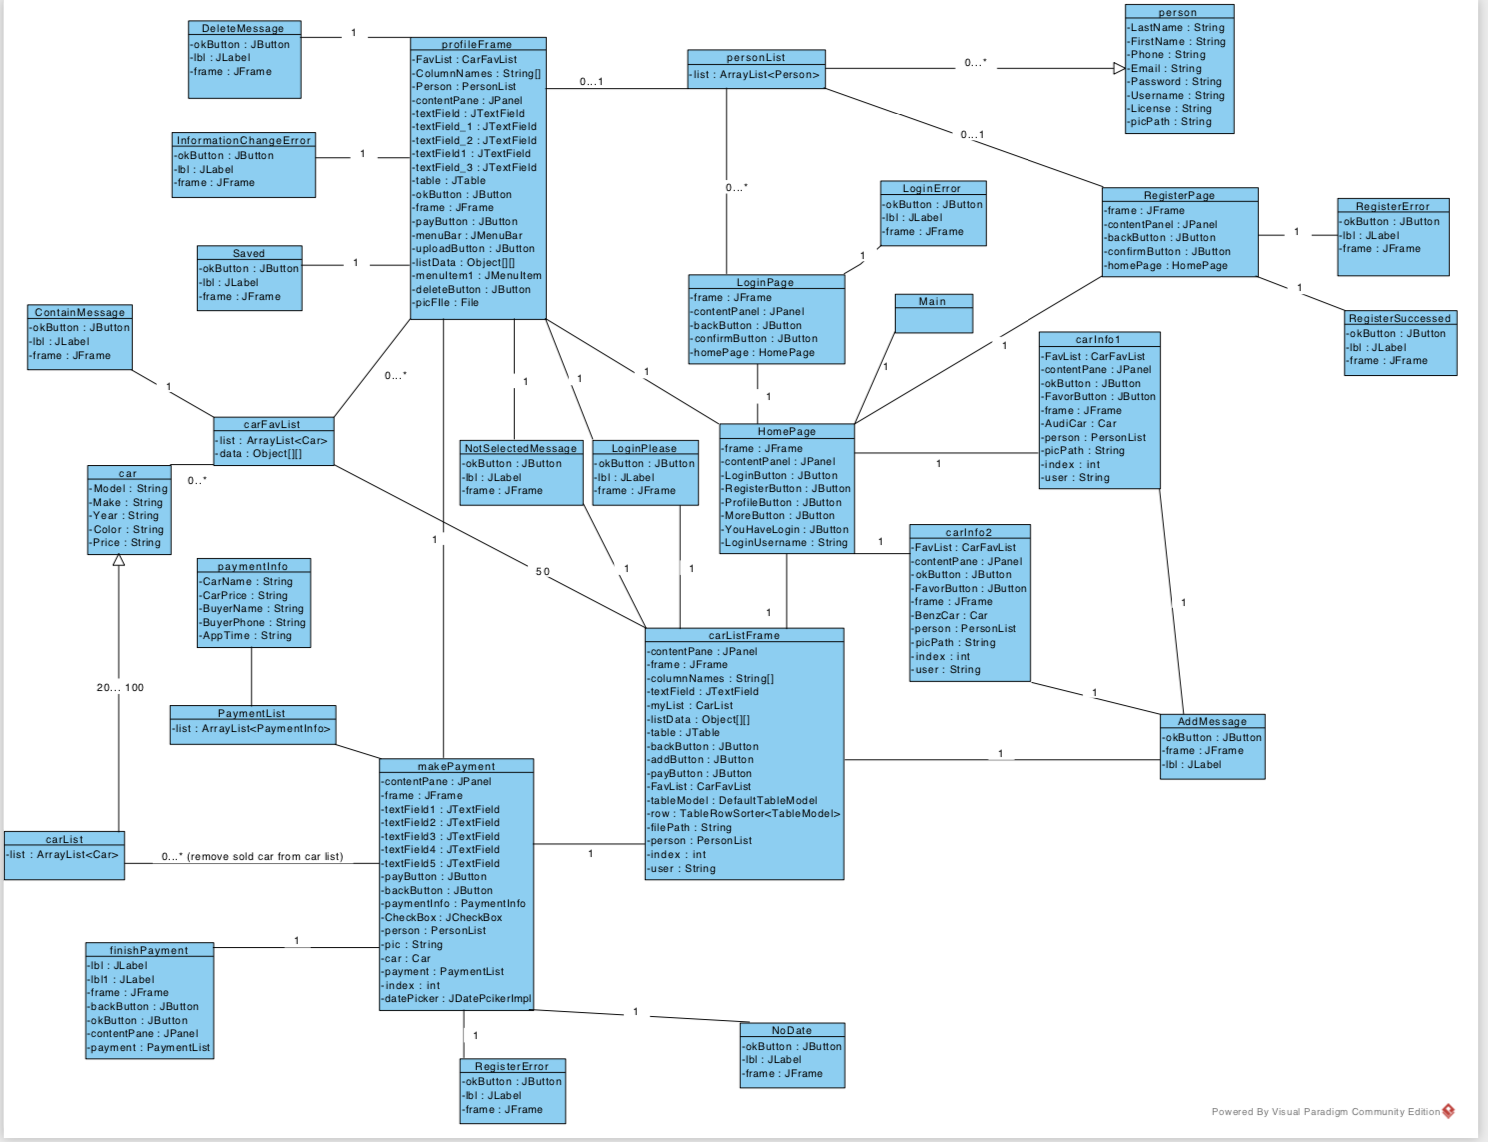 DeleteMessage
-okButton : JButton
-lbl : JLabel
-frame : JFrame
1
profileFrame
-FavList : CarFavList
-ColumnNames : String[]
-Person : PersonList
-contentPane : JPanel
-textField : JTextField
-textField_1 : JTextField
-textField_2 : JTextField
-textField1 : JTextField
-textField_3 : JTextField
-table : JTable
-okButton : JButton
-frame : JFrame
-payButton : JButton
-menuBar : JMenuBar
-uploadButton : JButton
-listData : Object[][]
-menuItem1 : JMenuItem
-deleteButton : JButton
-picFIle : File
0...1
personList
-list : ArrayList<Person>
0...*
person
-LastName : String
-FirstName : String
-Phone : String
-Email : String
-Password : String
-Username : String
-License : String
-picPath : String
InformationChangeError
-okButton : JButton
-lbl : JLabel
-frame : JFrame
1
0...1
0...*
LoginError
-okButton : JButton
-lbl : JLabel
-frame : JFrame
1
RegisterPage
-frame : JFrame
-contentPanel : JPanel
-backButton : JButton
-confirmButton : JButton
-homePage : HomePage
1
RegisterError
-okButton : JButton
-lbl : JLabel
-frame : JFrame
Saved
-okButton : JButton
-lbl : JLabel
-frame : JFrame
1
LoginPage
-frame : JFrame
-contentPanel : JPanel
-backButton : JButton
-confirmButton : JButton
-homePage : HomePage
Main
1
RegisterSuccessed
-okButton : JButton
-lbl : JLabel
-frame : JFrame
ContainMessage
-okButton : JButton
-lbl : JLabel
-frame : JFrame
1
0...*
1
1
1
1
1
1
carInfo1
-FavList : CarFavList
-contentPane : JPanel
-okButton : JButton
-FavorButton : JButton
-frame : JFrame
-AudiCar : Car
-person : PersonList
-picPath : String
-index : int
-user : String
carFavList
-list : ArrayList<Car>
-data : Object[][]
car
-Model : String
-Make : String
-Year : String
-Color : String
-Price : String
0..*
NotSelectedMessage
-okButton : JButton
-lbl : JLabel
-frame : JFrame
LoginPlease
-okButton : JButton
-lbl : JLabel
-frame : JFrame
HomePage
-frame : JFrame
-contentPanel : JPanel
-LoginButton : JButton
-RegisterButton : JButton
-ProfileButton : JButton
-MoreButton : JButton
-YouHaveLogin : JButton
-LoginUsername : String
1
1
carInfo2
-FavList : CarFavList
-contentPane : JPanel
-okButton : JButton
-FavorButton : JButton
-frame : JFrame
-BenzCar : Car
-person : PersonList
-picPath : String
-index : int
-user : String
1
50
1
1
1
1
paymentInfo
-CarName : String
-CarPrice : String
-BuyerName : String
-BuyerPhone : String
-AppTime : String
20... 100
PaymentList
-list : ArrayList<PaymentInfo>
carListFrame
-contentPane : JPanel
-frame : JFrame
-columnNames : String[]
-textField : JTextField
-myList : CarList
-listData : Object[][]
-table : JTable
-backButton : JButton
-addButton : JButton
-payButton : JButton
-FavList : CarFavList
-tableModel : DefaultTableModel
-row : TableRowSorter<TableModel>
-filePath : String
-person : PersonList
-index : int
-user : String
1
1
AddMessage
-okButton : JButton
-frame : JFrame
-lbl : JLabel
makePayment
-contentPane : JPanel
-frame : JFrame
-textField1 : JTextField
-textField2 : JTextField
-textField3 : JTextField
-textField4 : JTextField
-textField5 : JTextField
-payButton : JButton
-backButton : JButton
-paymentInfo : PaymentInfo
-CheckBox : JCheckBox
-person : PersonList
-pic : String
-car : Car
-payment : PaymentList
-index : int
-datePicker : JDatePcikerImpl
1
carList
-list : ArrayList<Car>
0...* (remove sold car from car list)
finishPayment
-lbl : JLabel
-lbl1 : JLabel
-frame : JFrame
-backButton : JButton
-okButton : JButton
-contentPane : JPanel
-payment : PaymentList
1
1
1
RegisterError
-okButton : JButton
-lbl : JLabel
-frame : JFrame
NoDate
-okButton : JButton
-lbl : JLabel
-frame : JFrame
Powered By Visual Paradigm Community Edition